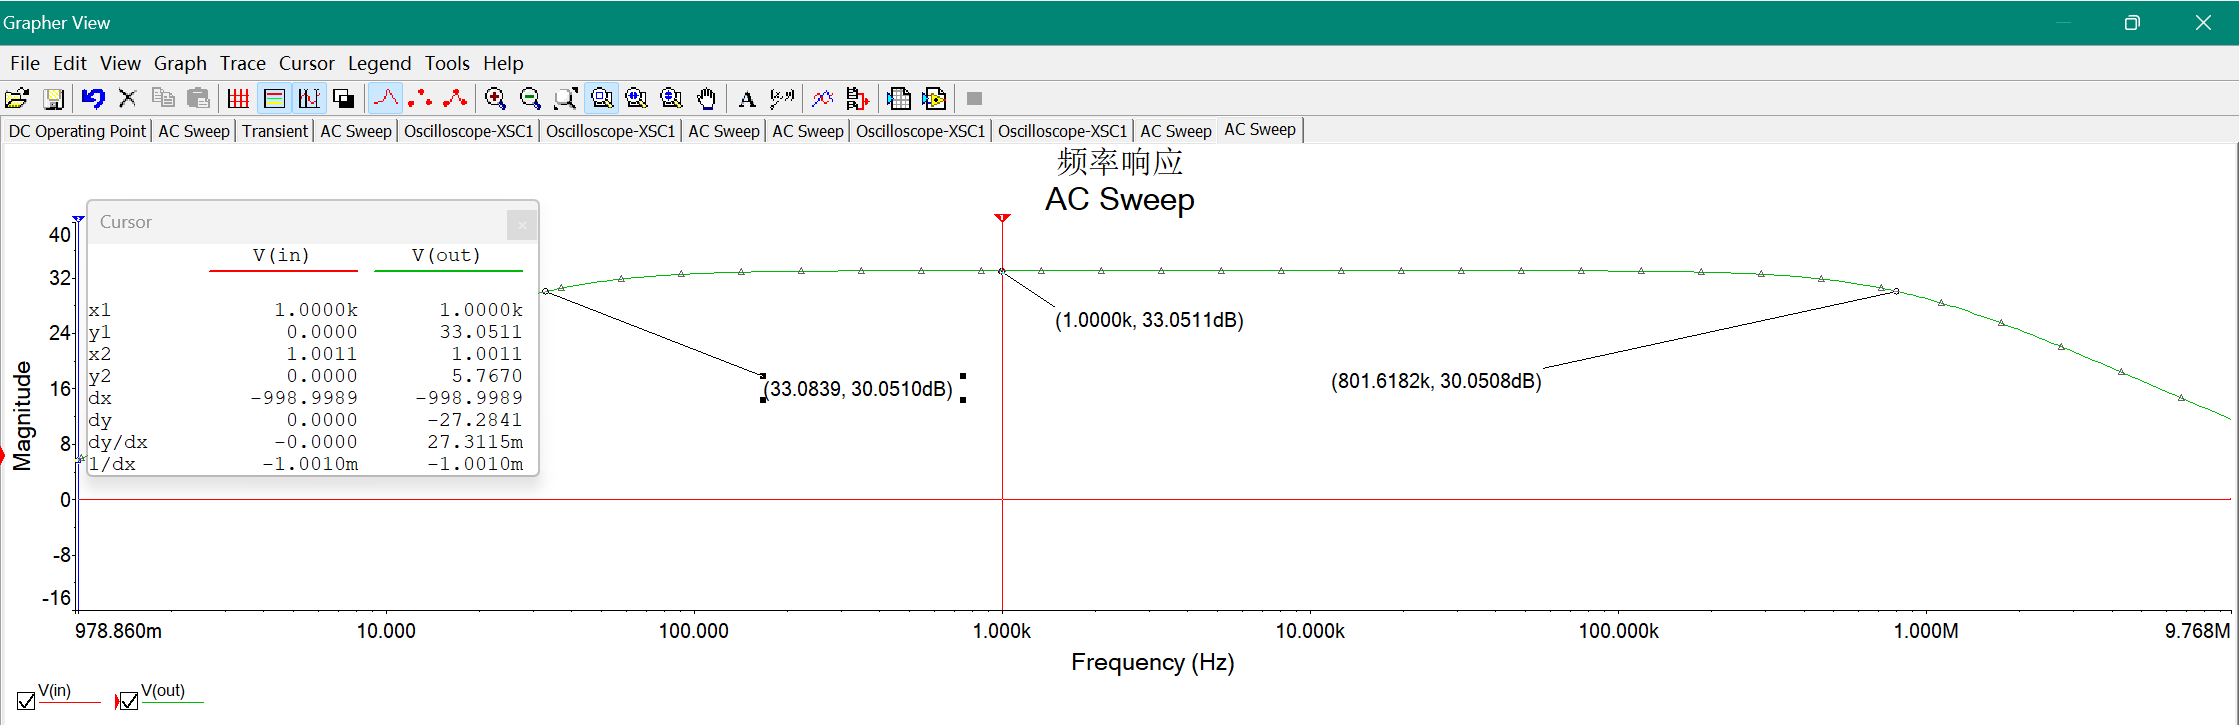 Grapher View
File Edit View Graph Trace Cursor Legend Tools Help
DC Operating Point AC Sweep Transient AC Sweep Oscilloscope-XSC1 Oscilloscope-XSC1 AC Sweep AC Sweep Oscilloscope-XSC1 Oscilloscope-XSC1 AC Sweep AC Sweep
频率响应
AC Sweep
Cursor
V(in) V(out)
x1 1.0000k 1.0000k
y1 0.0000 33.0511
x2 1.0011 1.0011
y2 0.0000 5.7670
dx -998.9989 -998.9989
dy 0.0000 -27.2841
dy/dx -0.0000 27.3115m
1/dx -1.0010m -1.0010m
Magnitude
40
32
24
16
8
0
-8
-16
(1.0000k, 33.0511dB)
(33.0839, 30.0510dB)
(801.6182k, 30.0508dB)
978.860m 10.000 100.000 1.000k 10.000k 100.000k 1.000M 9.768M
Frequency (Hz)
V(in) V(out)